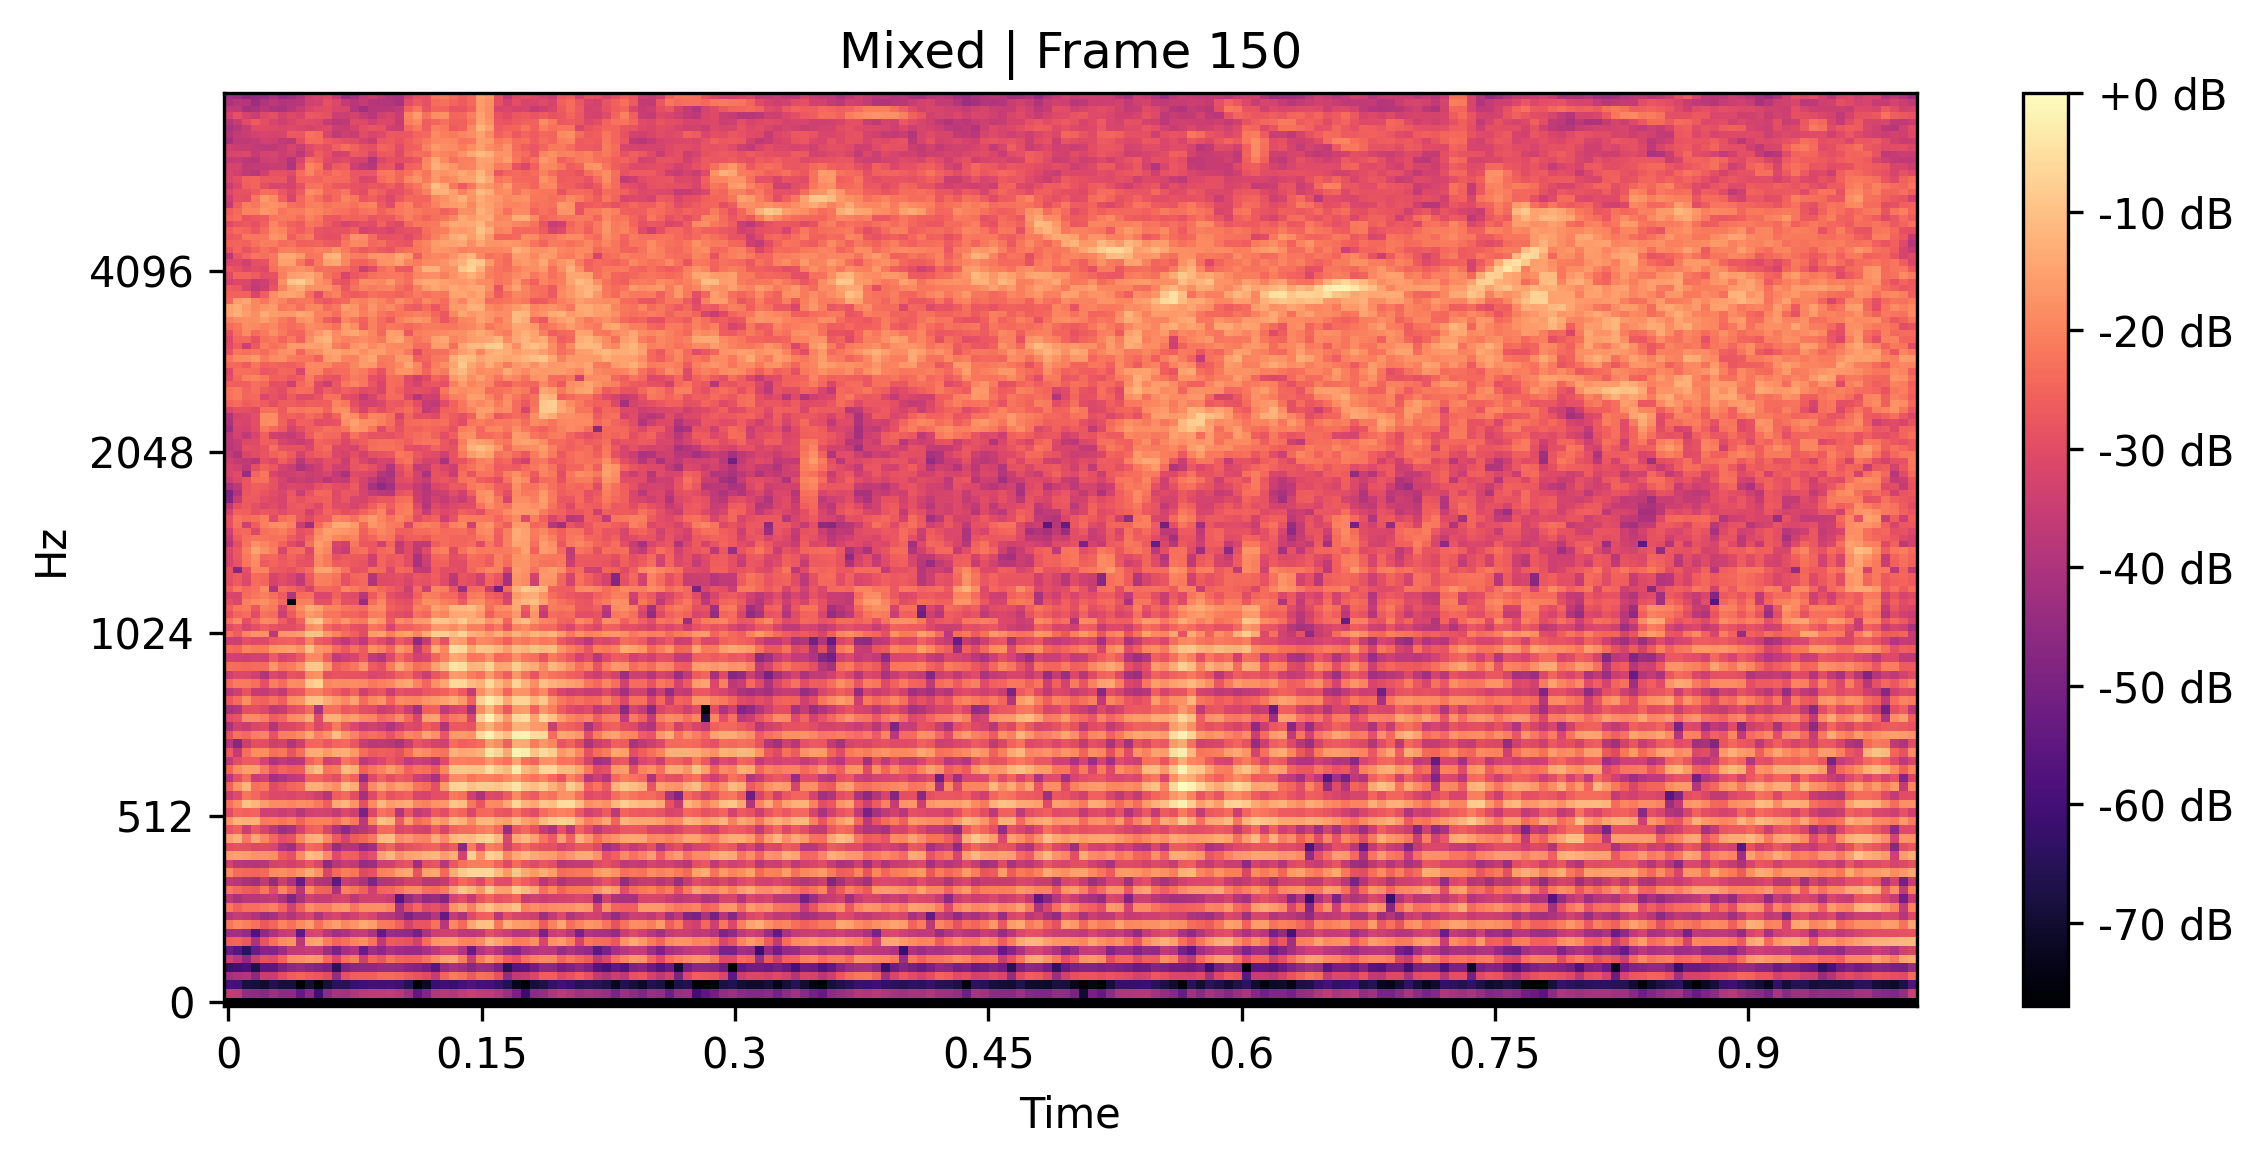 Mixed | Frame 150
+0 dB
-10 dB
-20 dB
-30 dB
-40 dB
-50 dB
-60 dB
-70 dB
Hz
4096
2048
1024
512
0
0 0.15 0.3 0.45 0.6 0.75 0.9
Time